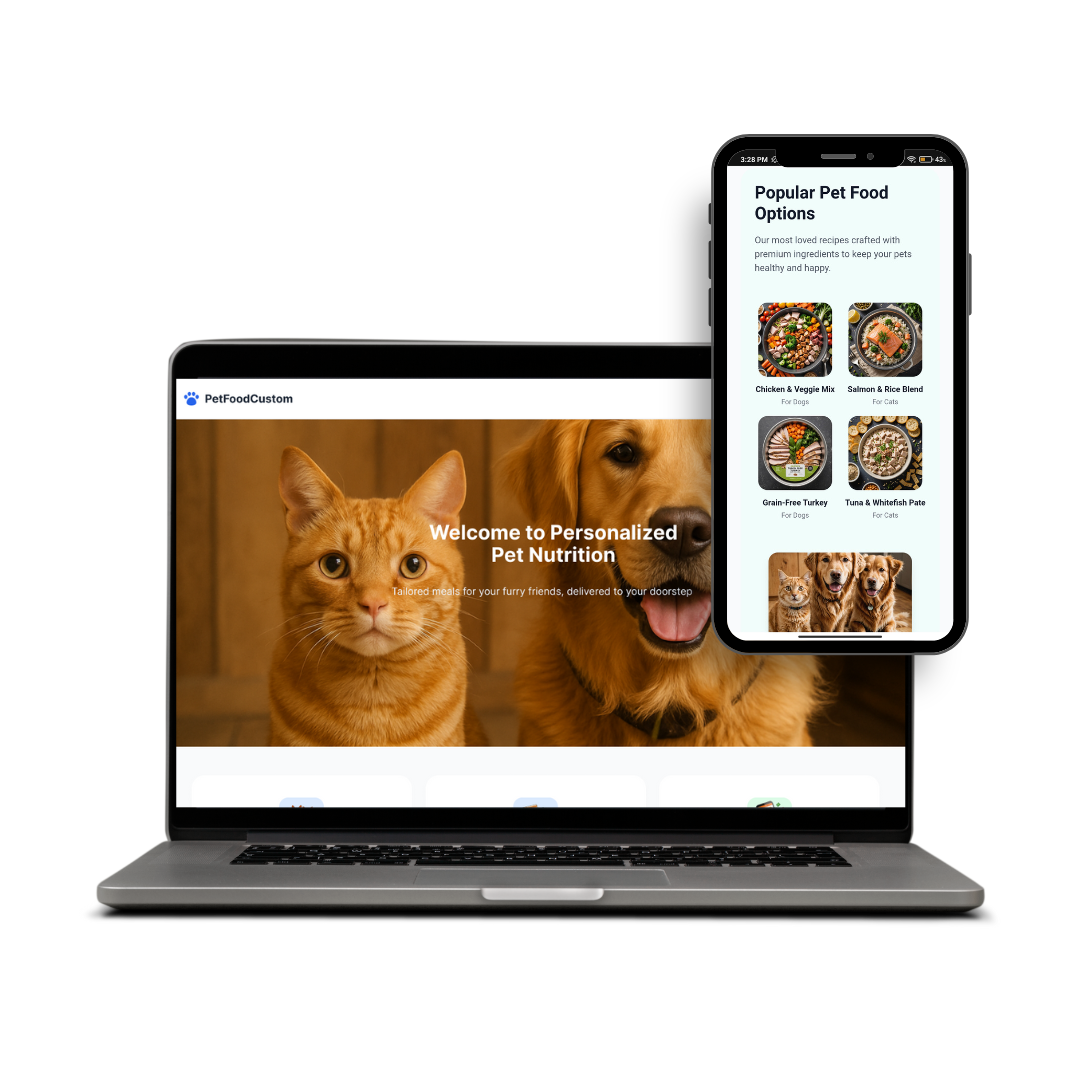 3:28 PM
43%
Popular Pet Food
Options
Our most loved recipes crafted with
premium ingredients to keep your pets
healthy and happy.
Chicken & Veggie Mix
Salmon & Rice Blend
For Dogs
For Cats
Grain-Free Turkey
Tuna & Whitefish Pate
For Dogs
For Cats
PetFoodCustom
Welcome to Personalized
Pet Nutrition
Tailored meals for your furry friends, delivered to your doorstep